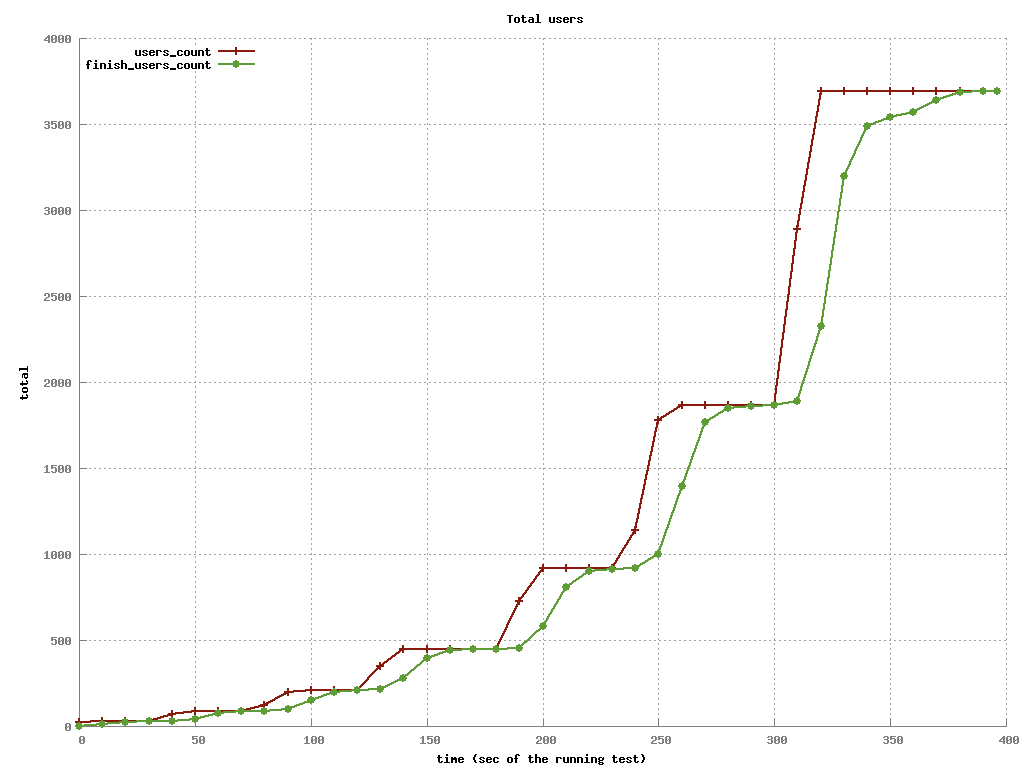 Total users
4000
users_count
finish_users_count
3500
3000
2500
total
2000
1500
1000
500
0
0 50 100 150 200 250 300 350 400
time (sec of the running test)